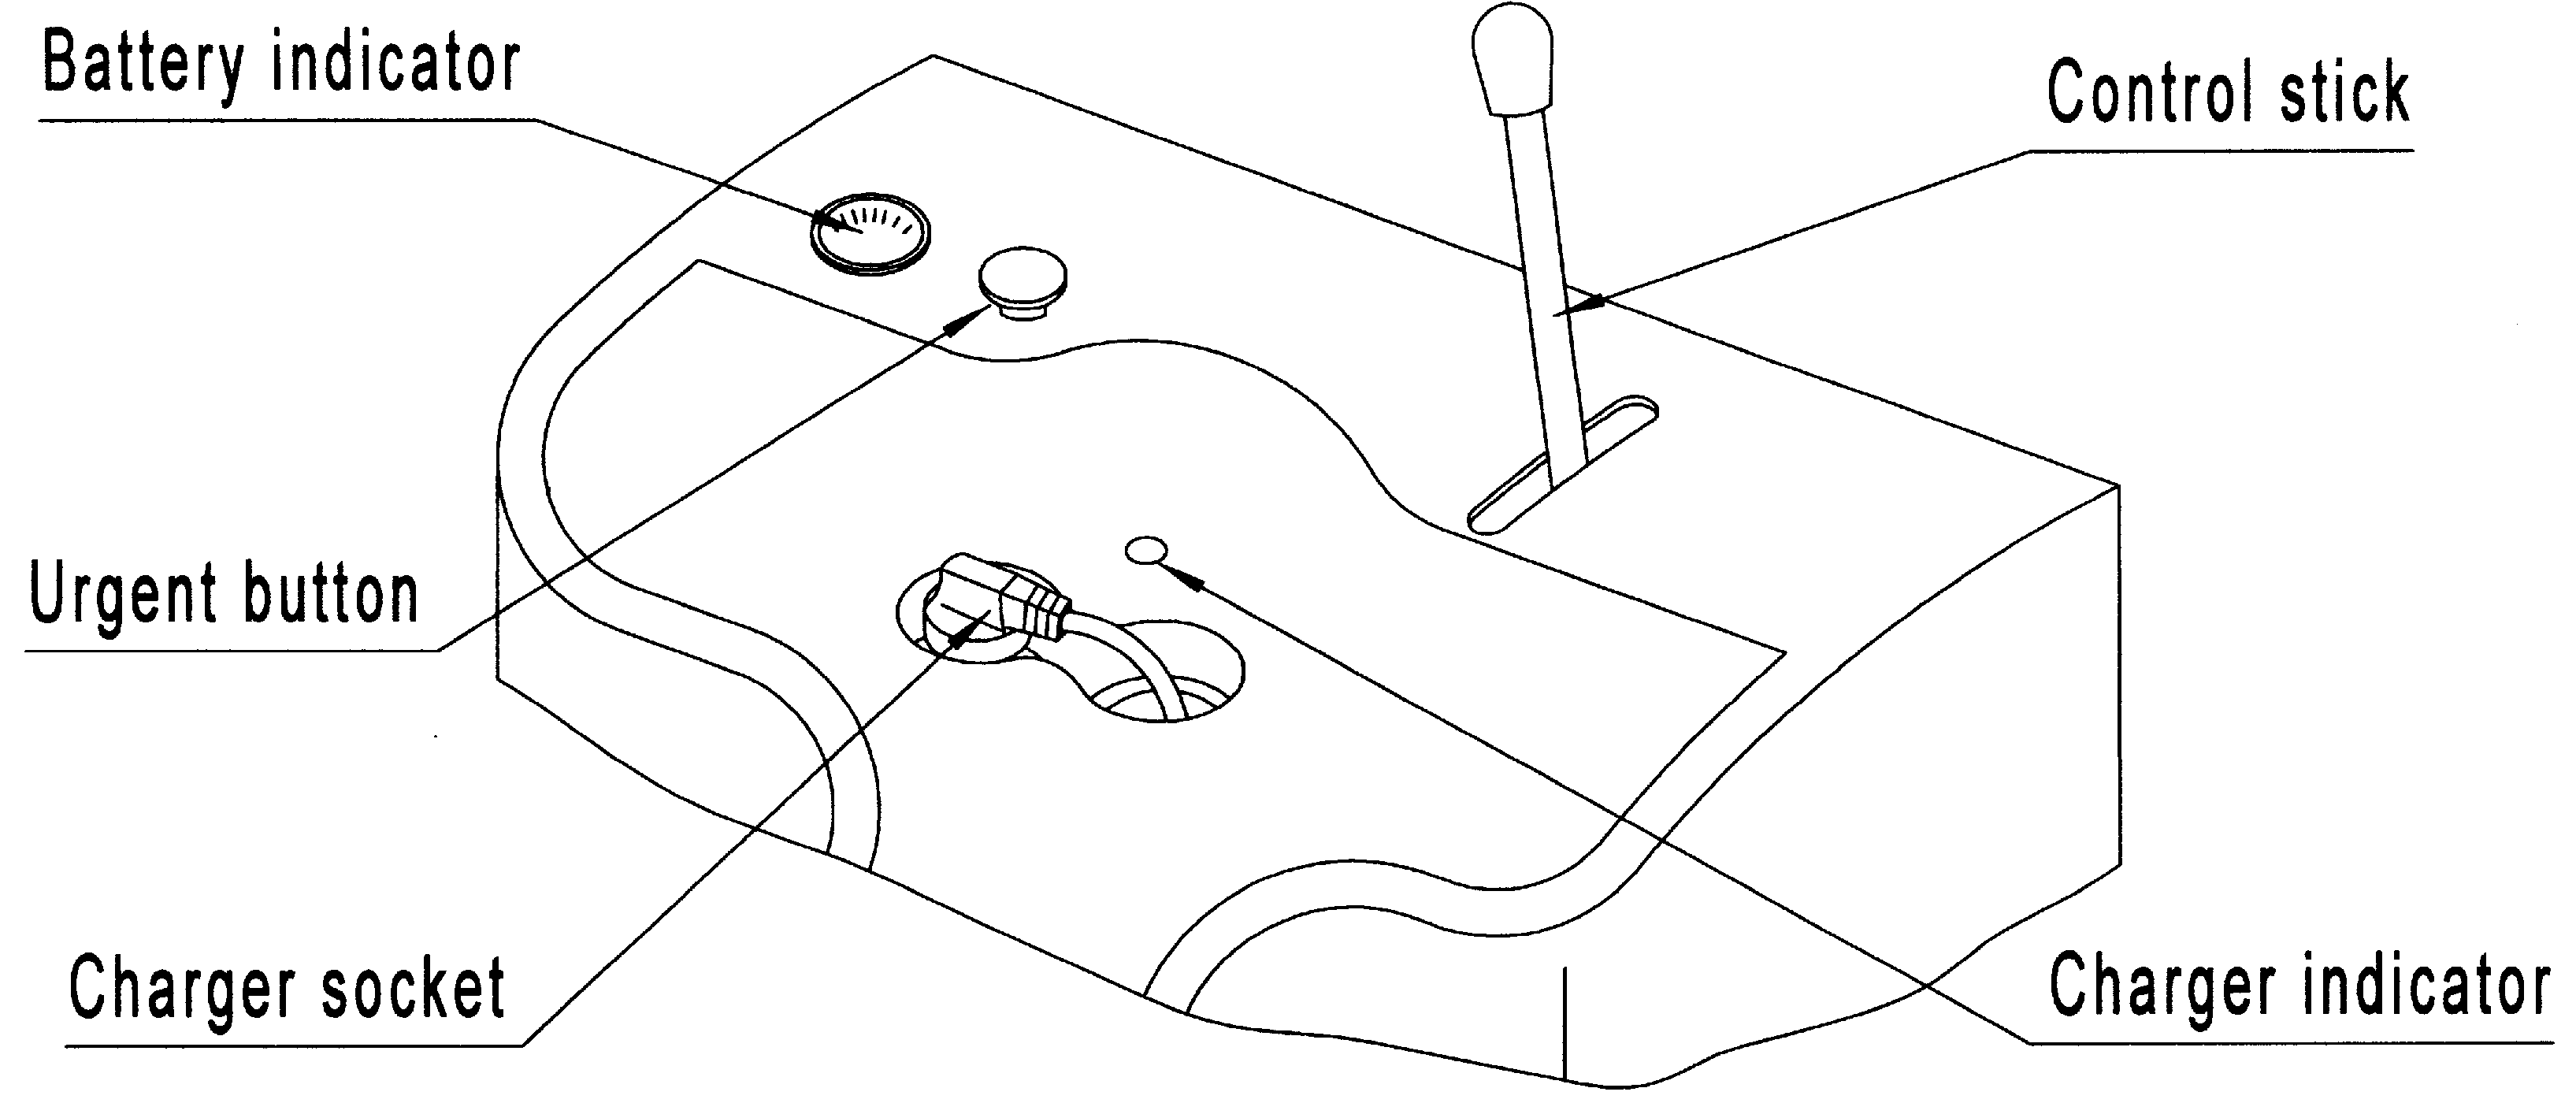 Battery indicator
Control stick
Urgent button
Charger socket
Charger indicator